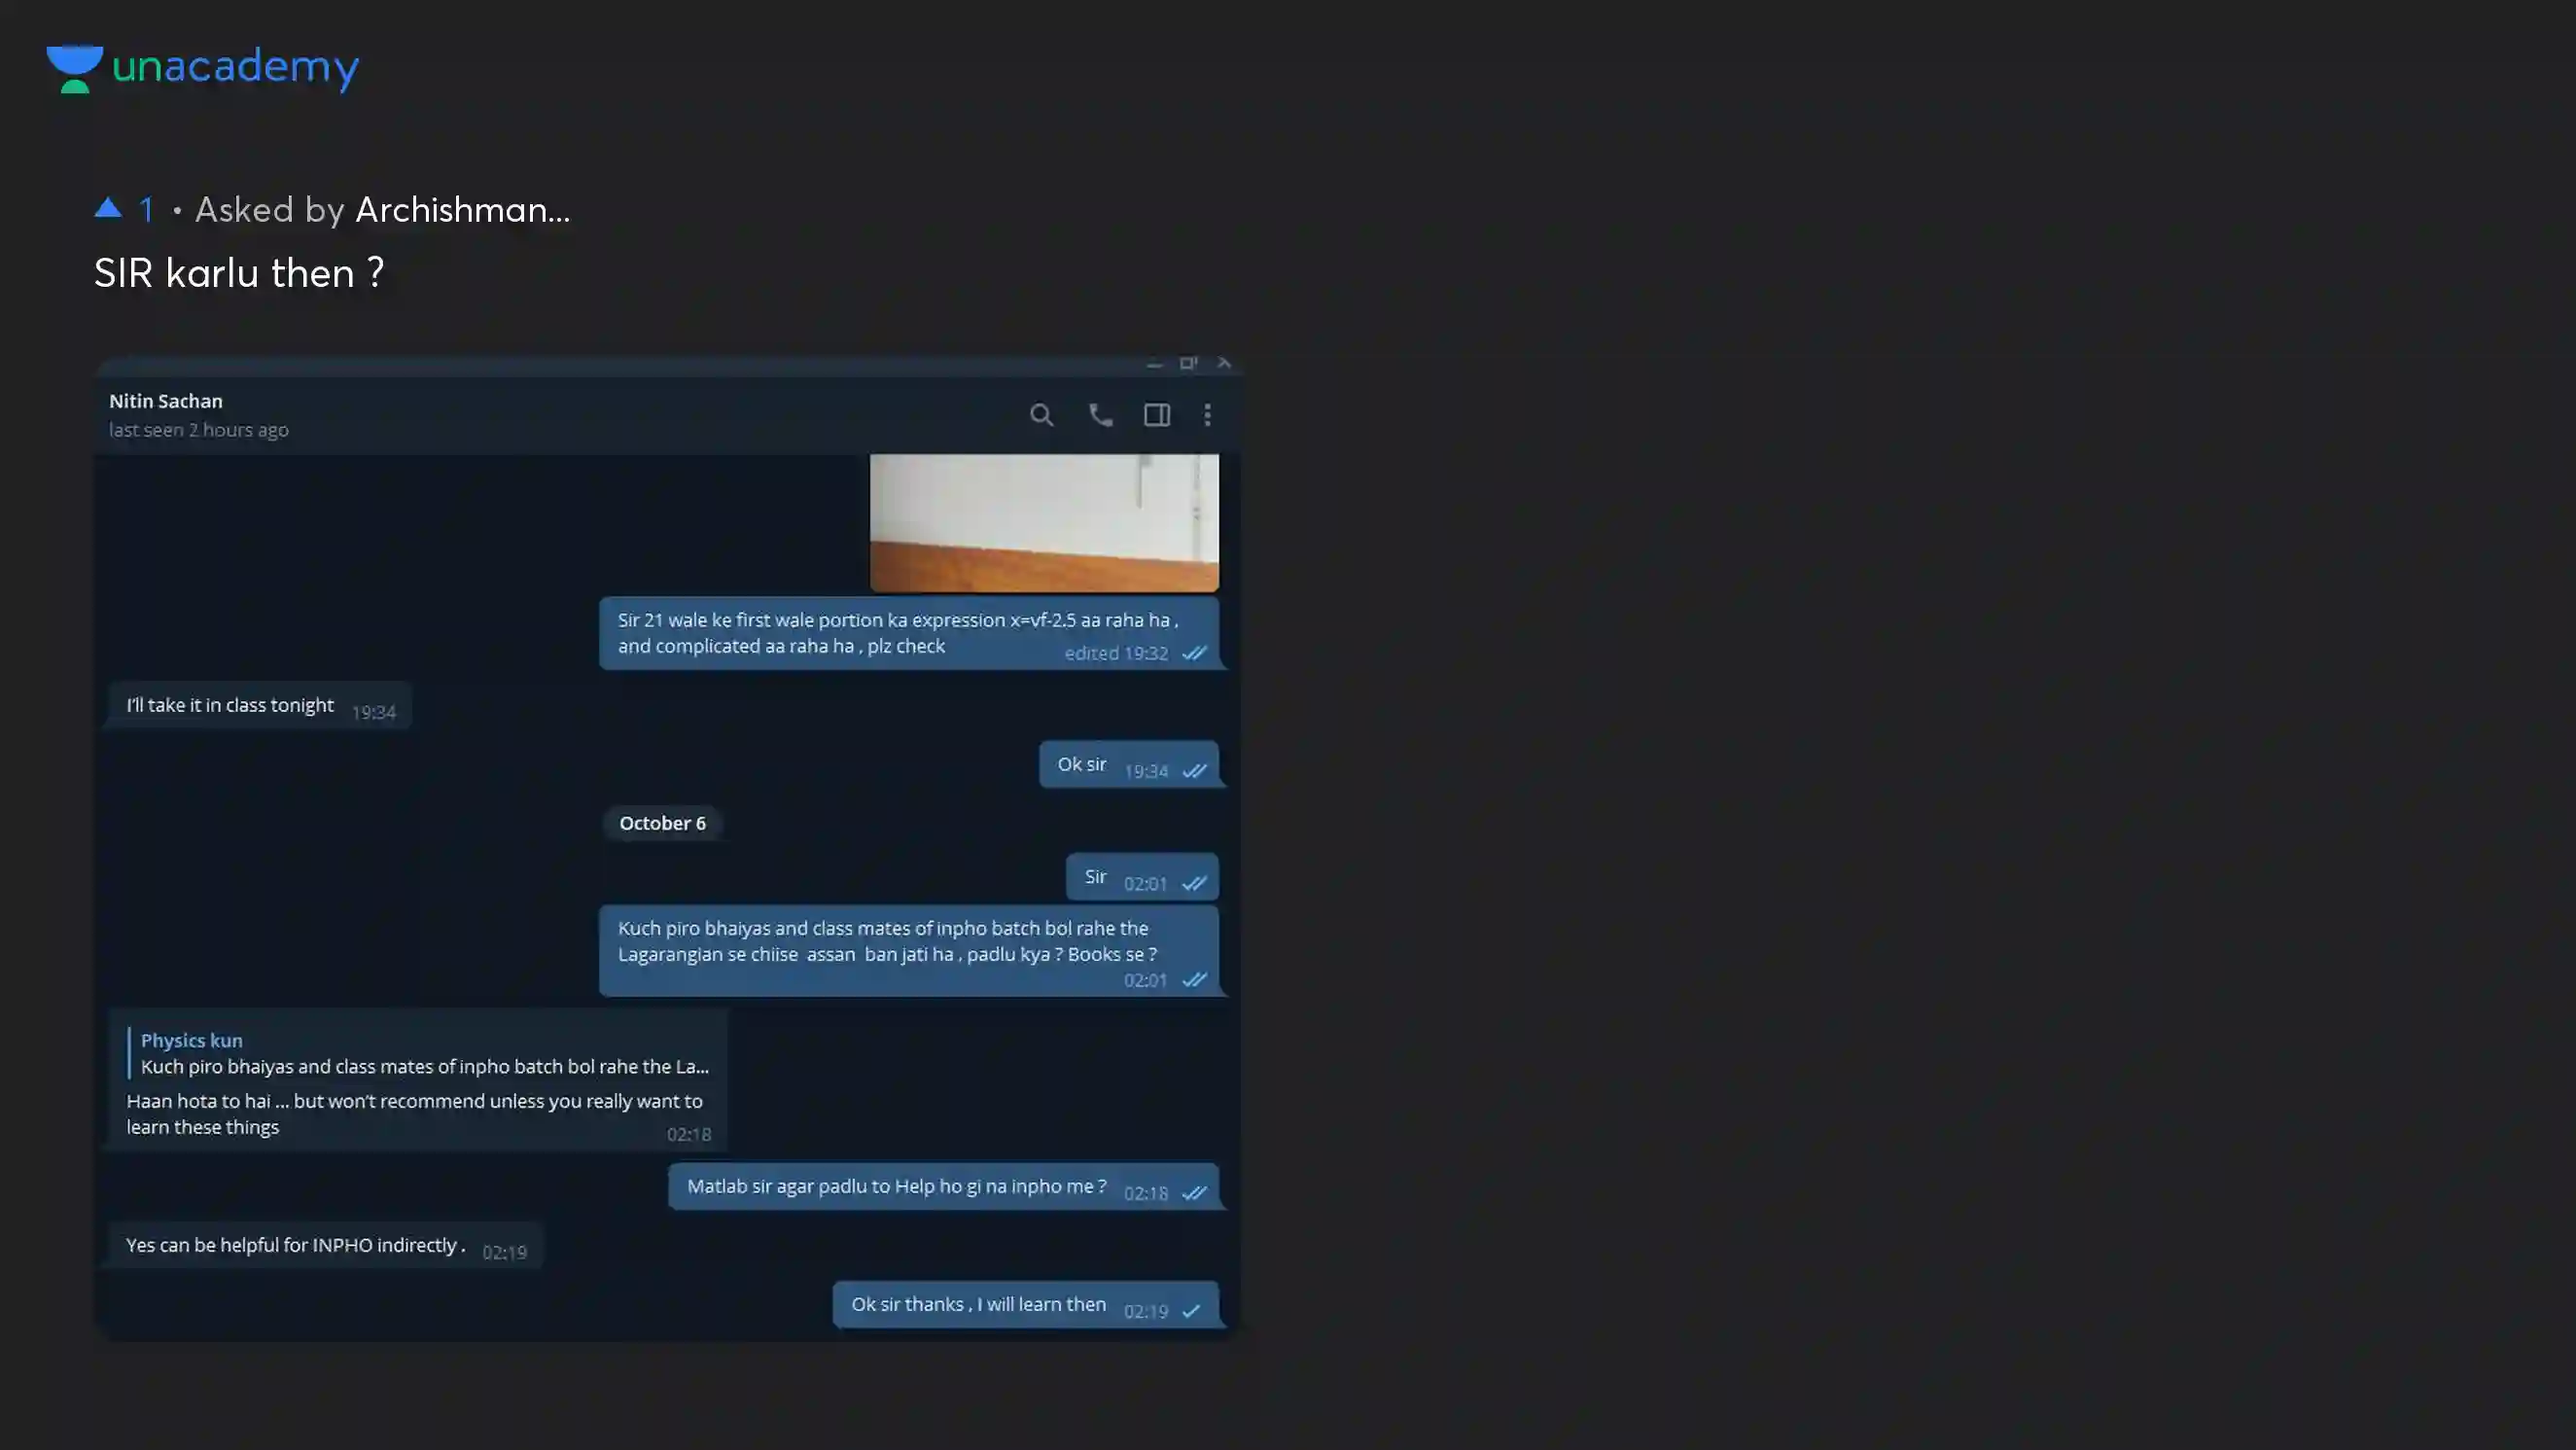 unacademy
1 • Asked by Archishman...
SIR karlu then ?
Nitin Sachan
last seen 2 hours ago
Sir 21 wale ke first wale portion ka expression x=vf-2.5 aa raha ha ,
and complicated aa raha ha , plz check
edited 19:32
I'll take it in class tonight 19:34
Ok sir 19:34
October 6
Sir 02:01
Kuch piro bhaiyas and class mates of inpho batch bol rahe the
Lagarangian se chiise assan ban jati ha , padlu kya ? Books se ?
02:01
Physics kun
Kuch piro bhaiyas and class mates of inpho batch bol rahe the La...
Haan hota to hai ... but won't recommend unless you really want to
learn these things
02:18
Matlab sir agar padlu to Help ho gi na inpho me ? 02:18
Yes can be helpful for INPHO indirectly . 02:19
Ok sir thanks , I will learn then 02:19